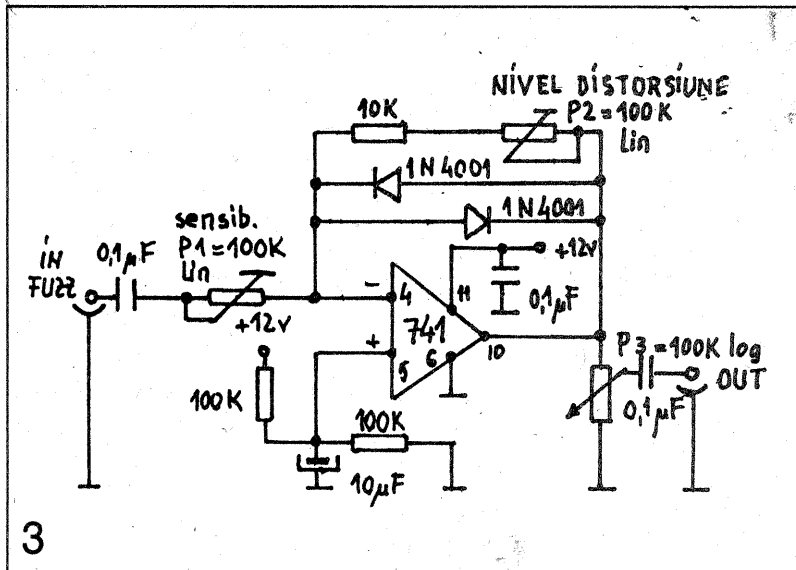 NIVEL DISTORSIUNE
P2=100K
Lin
10K
1N4001
1N4001
sensib.
P1=100K
Lin
0,1µF
IN
FUZZ
+12v
+12v
0,1µF
-
4
11
741
+
5
6
10
100K
100K
10µF
P3=100K log
OUT
0,1µF
3